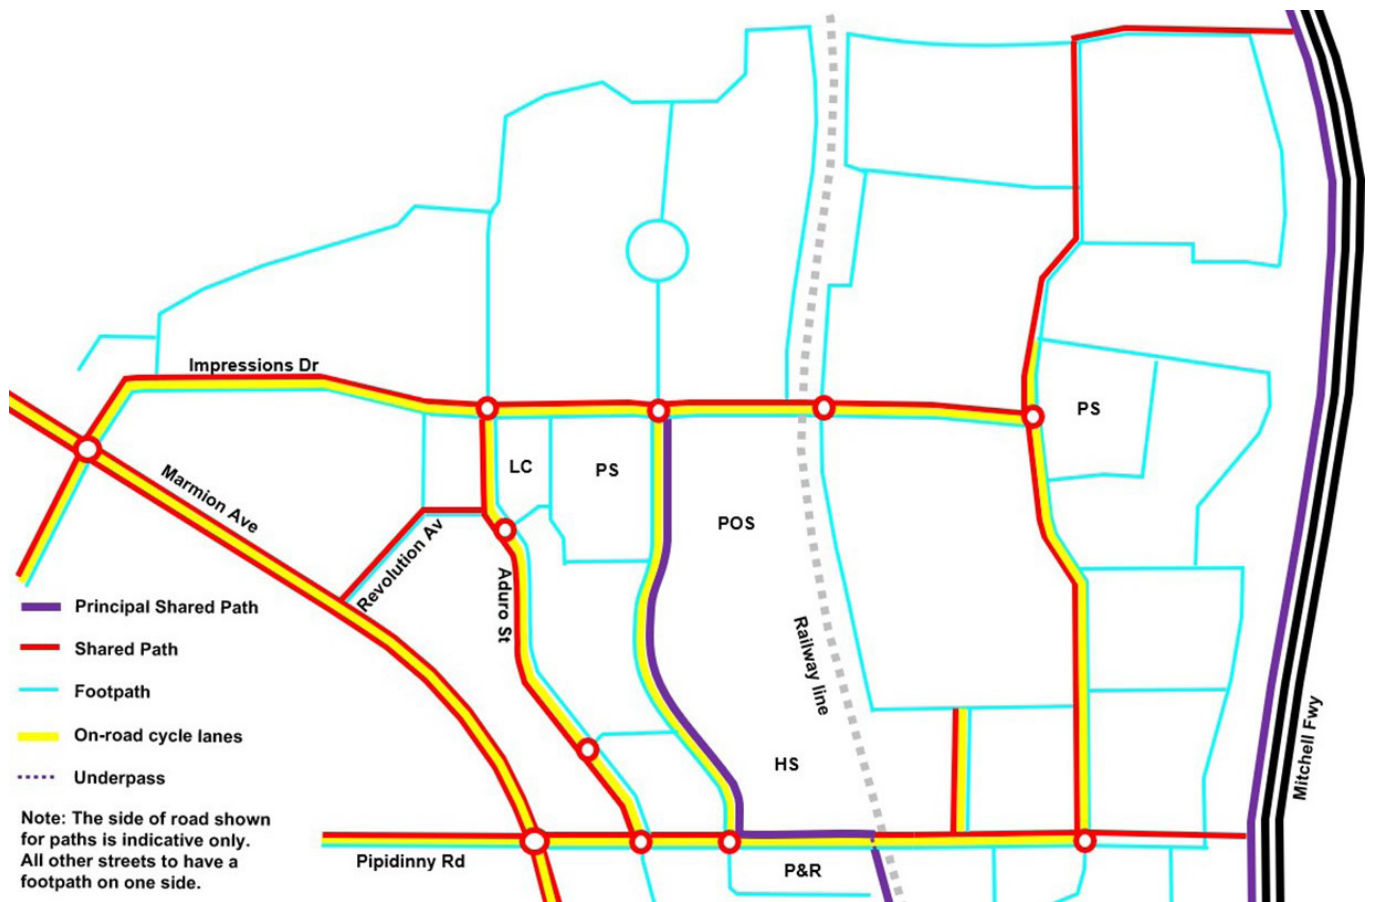 Impressions Dr
PS
LC
PS
Marmion Ave
POS
Revolution Av
Aduro St
Principal Shared Path
Railway line
Shared Path
Footpath
On-road cycle lanes
Mitchell Fwy
Underpass
HS
Note: The side of road shown
for paths is indicative only.
All other streets to have a
footpath on one side.
Pipidinny Rd
P&R